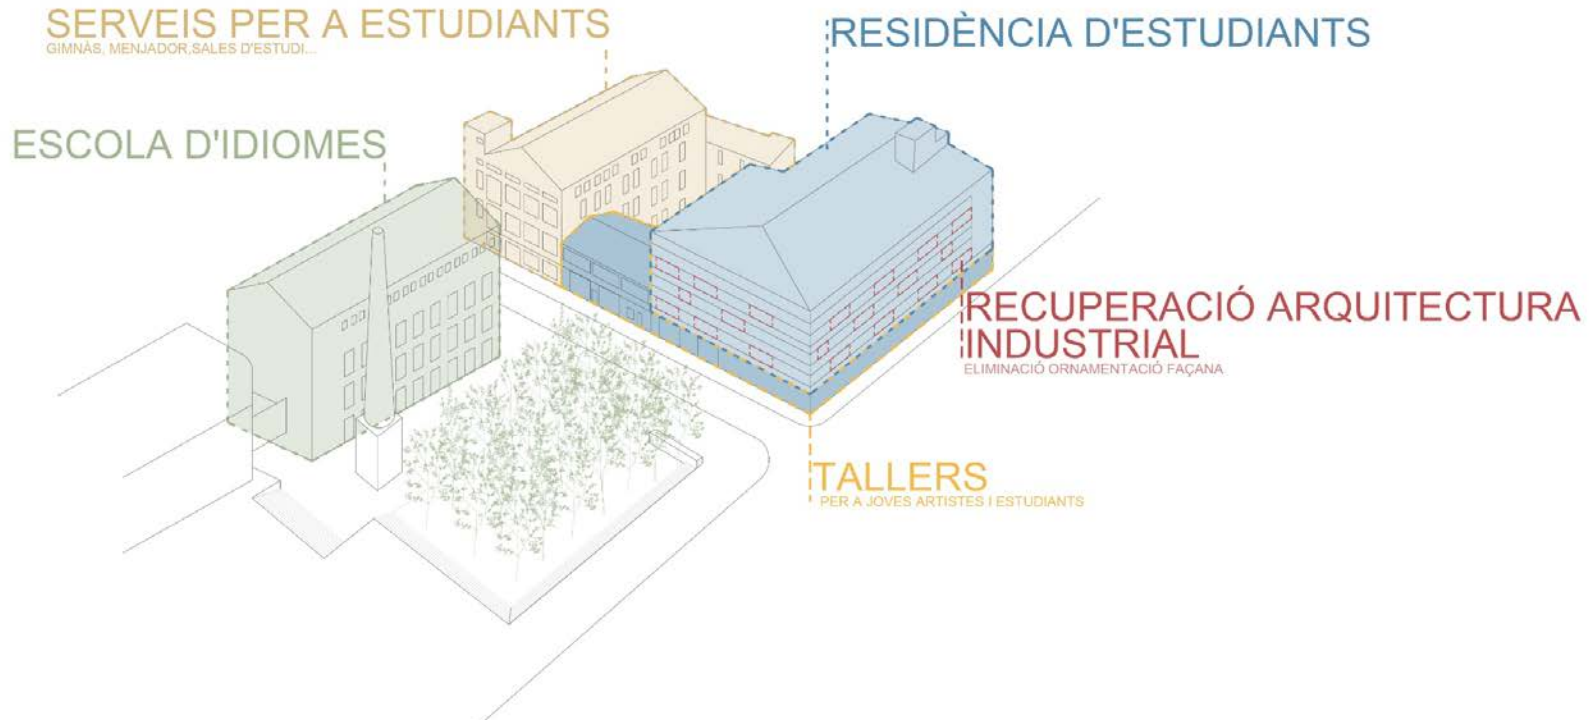 SERVEIS PER A ESTUDIANTS
GIMNÀS, MENJADOR,SALES D'ESTUDI...
RESIDÈNCIA D'ESTUDIANTS
ESCOLA D'IDIOMES
RECUPERACIÓ ARQUITECTURA
INDUSTRIAL
ELIMINACIÓ ORNAMENTACIÓ FAÇANA
TALLERS
PER A JOVES ARTISTES I ESTUDIANTS